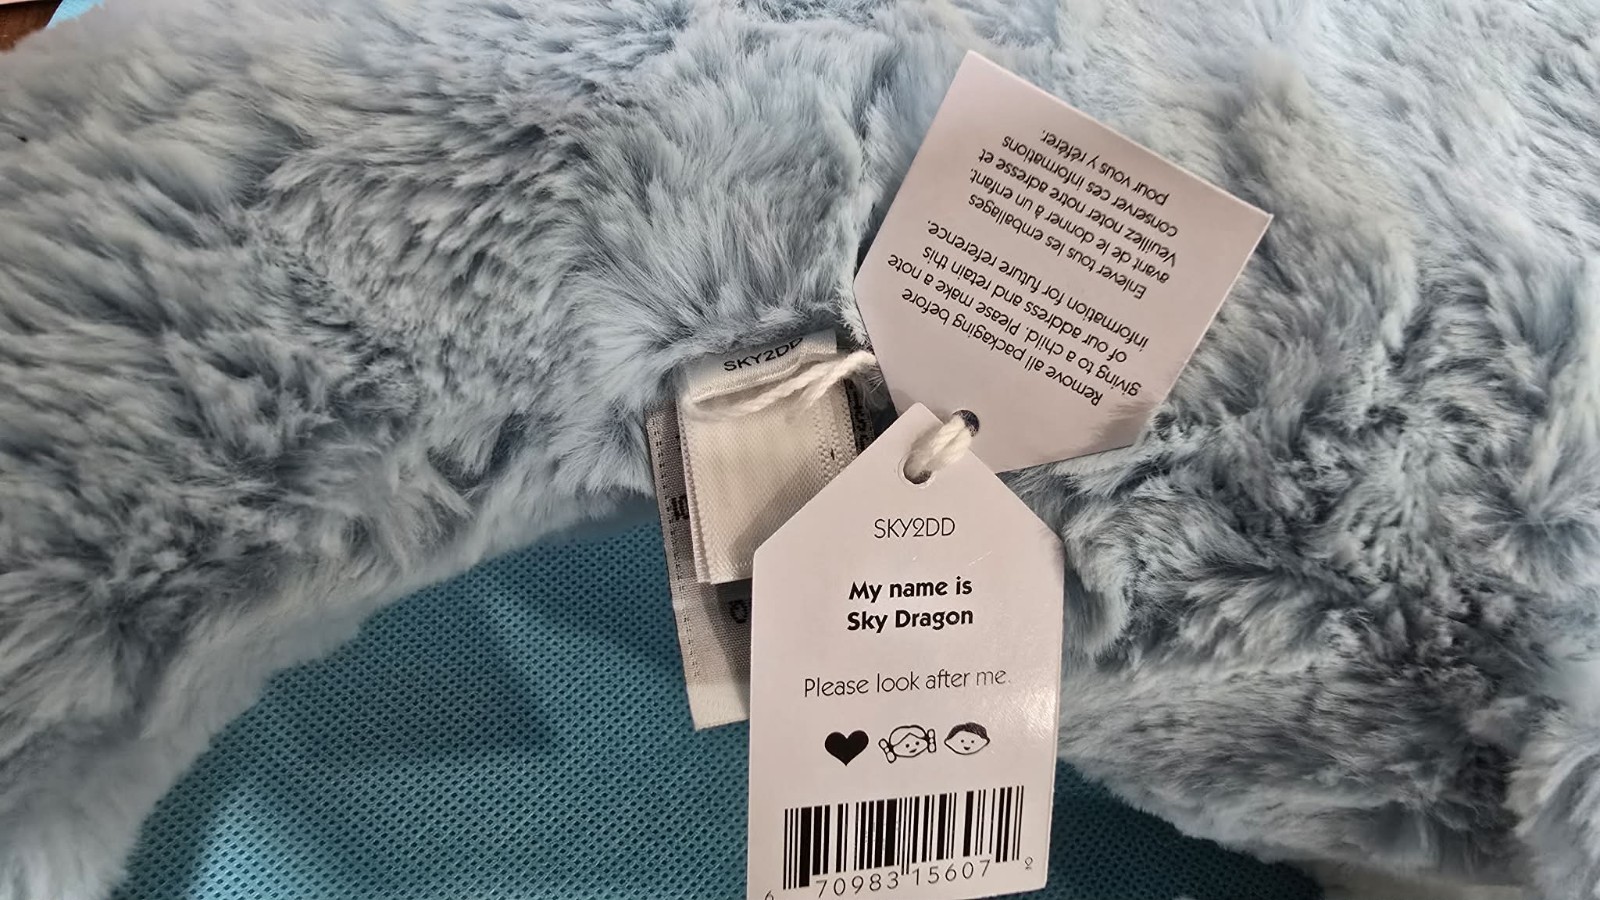 SKY2DD
Remove all packaging before
giving to a child. Please make a note
of our address and retain this
information for future reference.
Enlever tous les emballages
avant de le donner à un enfant.
Veuillez noter notre adresse et
conserver ces informations
pour vous y référer.
SKY2DD
My name is
Sky Dragon
Please look after me.
6 70983 15607 2